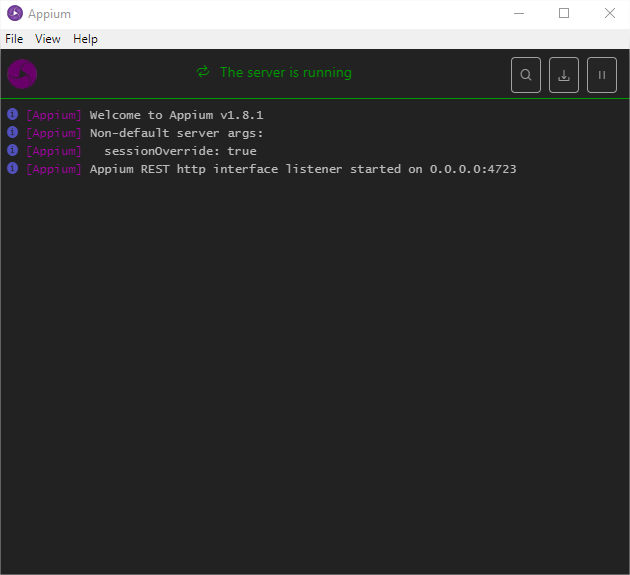 Appium
File View Help
The server is running
[Appium] Welcome to Appium v1.8.1
[Appium] Non-default server args:
[Appium]   sessionOverride: true
[Appium] Appium REST http interface listener started on 0.0.0.0:4723